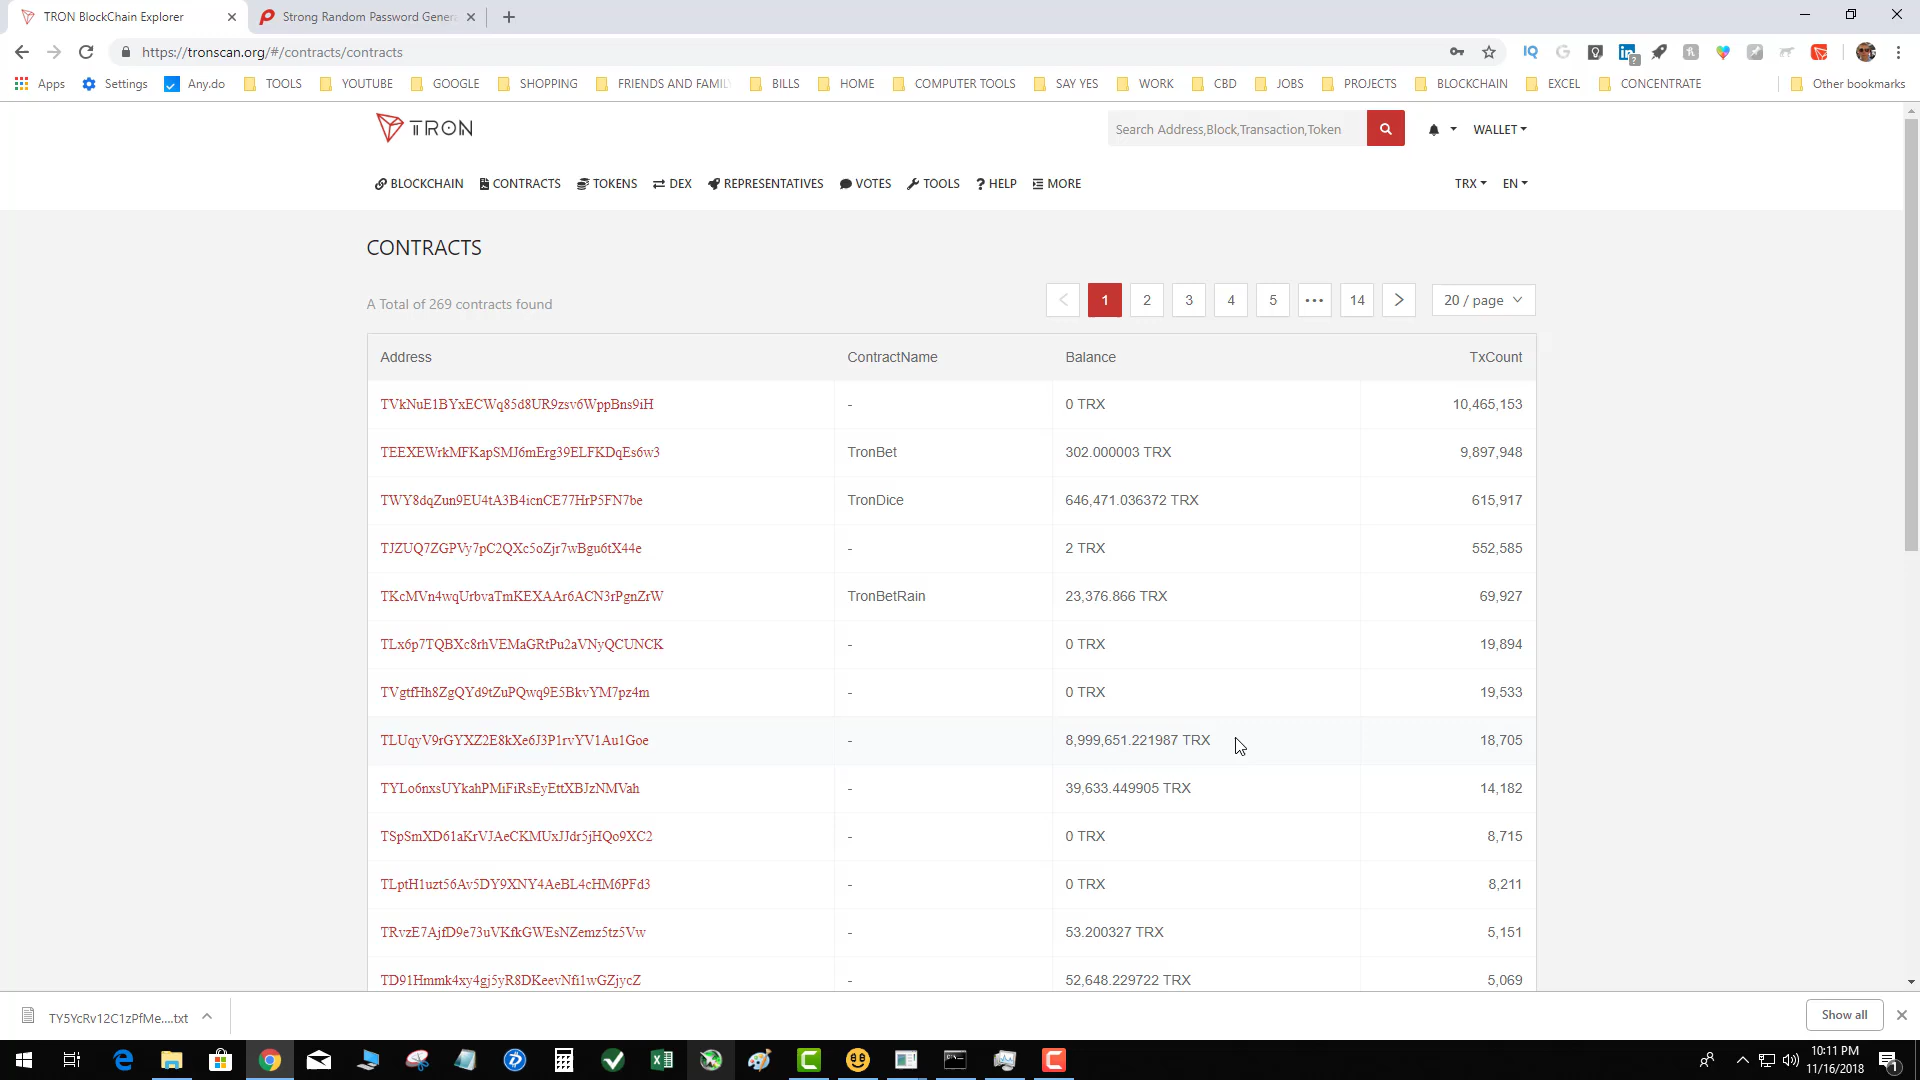 TRON BlockChain Explorer
Strong Random Password Genera
https://tronscan.org/#/contracts/contracts
Apps Settings Any.do TOOLS YOUTUBE GOOGLE SHOPPING FRIENDS AND FAMIL BILLS HOME COMPUTER TOOLS SAY YES WORK CBD JOBS PROJECTS BLOCKCHAIN EXCEL CONCENTRATE Other bookmarks
TRON
Search Address,Block,Transaction,Token
WALLET
BLOCKCHAIN CONTRACTS TOKENS DEX REPRESENTATIVES VOTES TOOLS HELP MORE TRX EN
CONTRACTS
A Total of 269 contracts found
< 1 2 3 4 5 ••• 14 > 20 / page
Address ContractName Balance TxCount
TVkNuE1BYxECWq85d8UR9zsv6WppBns9iH - 0 TRX 10,465,153
TEEXEWrkMFKapSMJ6mErg39ELFKDqEs6w3 TronBet 302.000003 TRX 9,897,948
TWY8dqZun9EU4tA3B4icnCE77HrP5FN7be TronDice 646,471.036372 TRX 615,917
TJZUQ7ZGPVy7pC2QXc5oZjr7wBgu6tX44e - 2 TRX 552,585
TKcMVn4wqUrbvaTmKEXAAr6ACN3rPgnZrW TronBetRain 23,376.866 TRX 69,927
TLx6p7TQBXc8rhVEMaGRtPu2aVNyQCUNCK - 0 TRX 19,894
TVgtfHh8ZgQYd9tZuPQwq9E5BkvYM7pz4m - 0 TRX 19,533
TLUqyV9rGYXZ2E8kXe6J3P1rvYV1Au1Goe - 8,999,651.221987 TRX 18,705
TYLo6nxsUYkahPMiFiRsEyEttXBJzNMVah - 39,633.449905 TRX 14,182
TSpSmXD61aKrVJAeCKMUxJJdr5jHQo9XC2 - 0 TRX 8,715
TLptH1uzt56Av5DY9XNY4AeBL4cHM6PFd3 - 0 TRX 8,211
TRvzE7AjfD9e73uVKfkGWEsNZemz5tz5Vw - 53.200327 TRX 5,151
TD91Hmmk4xy4gj5yR8DKeevNfi1wGZjycZ - 52,648.229722 TRX 5,069
TY5YcRv12C1zPfMe....txt
Show all
10:11 PM
11/16/2018
1